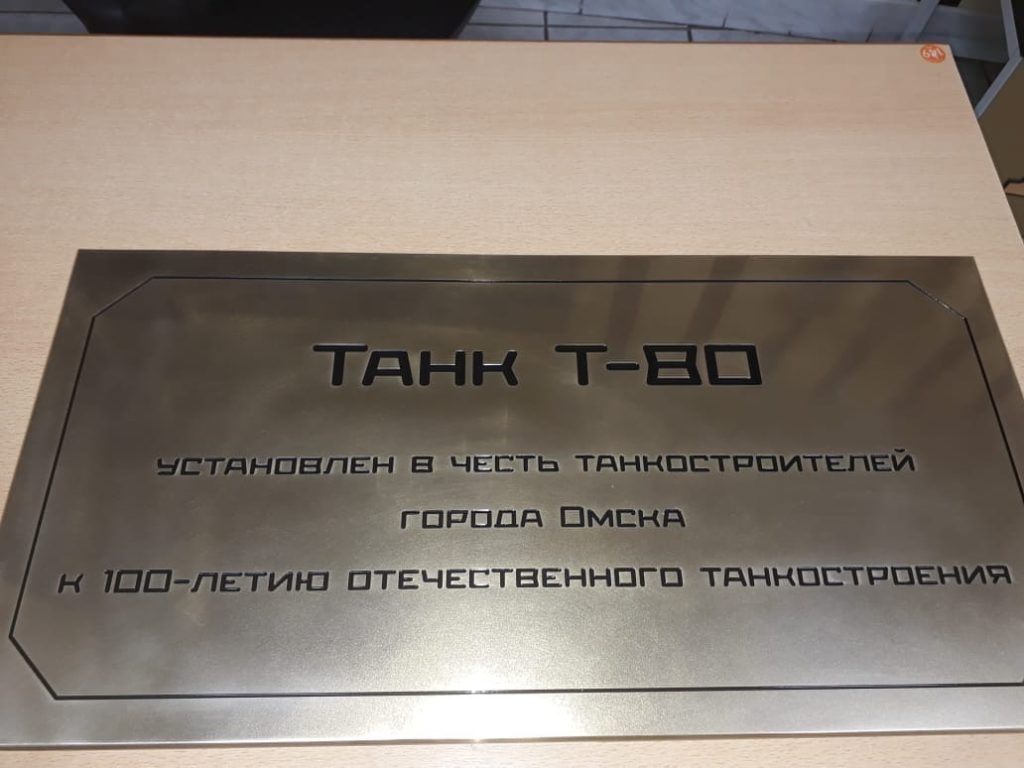 Танк Т-80
установлен в честь танкостроителей
города Омска
к 100-летию отечественного танкостроения